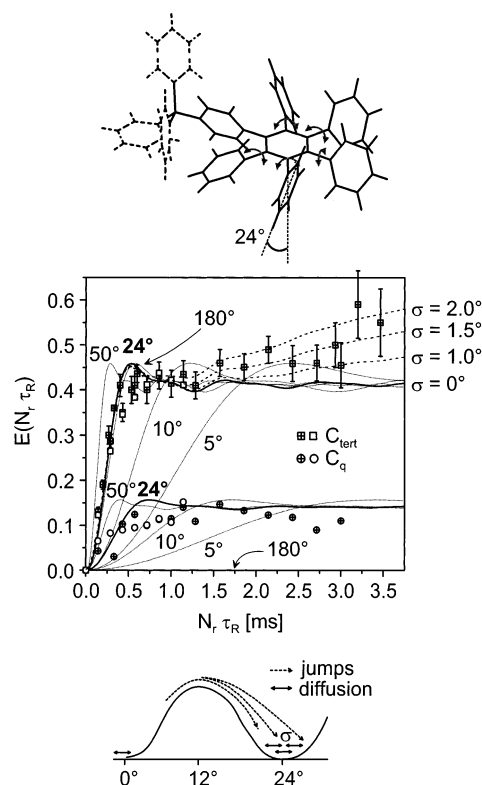 24°
180°
50° 24°
σ = 2.0°
σ = 1.5°
σ = 1.0°
σ = 0°
10°
5°
C_tert
C_q
50° 24°
10°
5°
180°
E(N_r τ_R)
0.6
0.5
0.4
0.3
0.2
0.1
0.0
0.0 0.5 1.0 1.5 2.0 2.5 3.0 3.5
N_r τ_R [ms]
jumps
diffusion
σ
0° 12° 24°